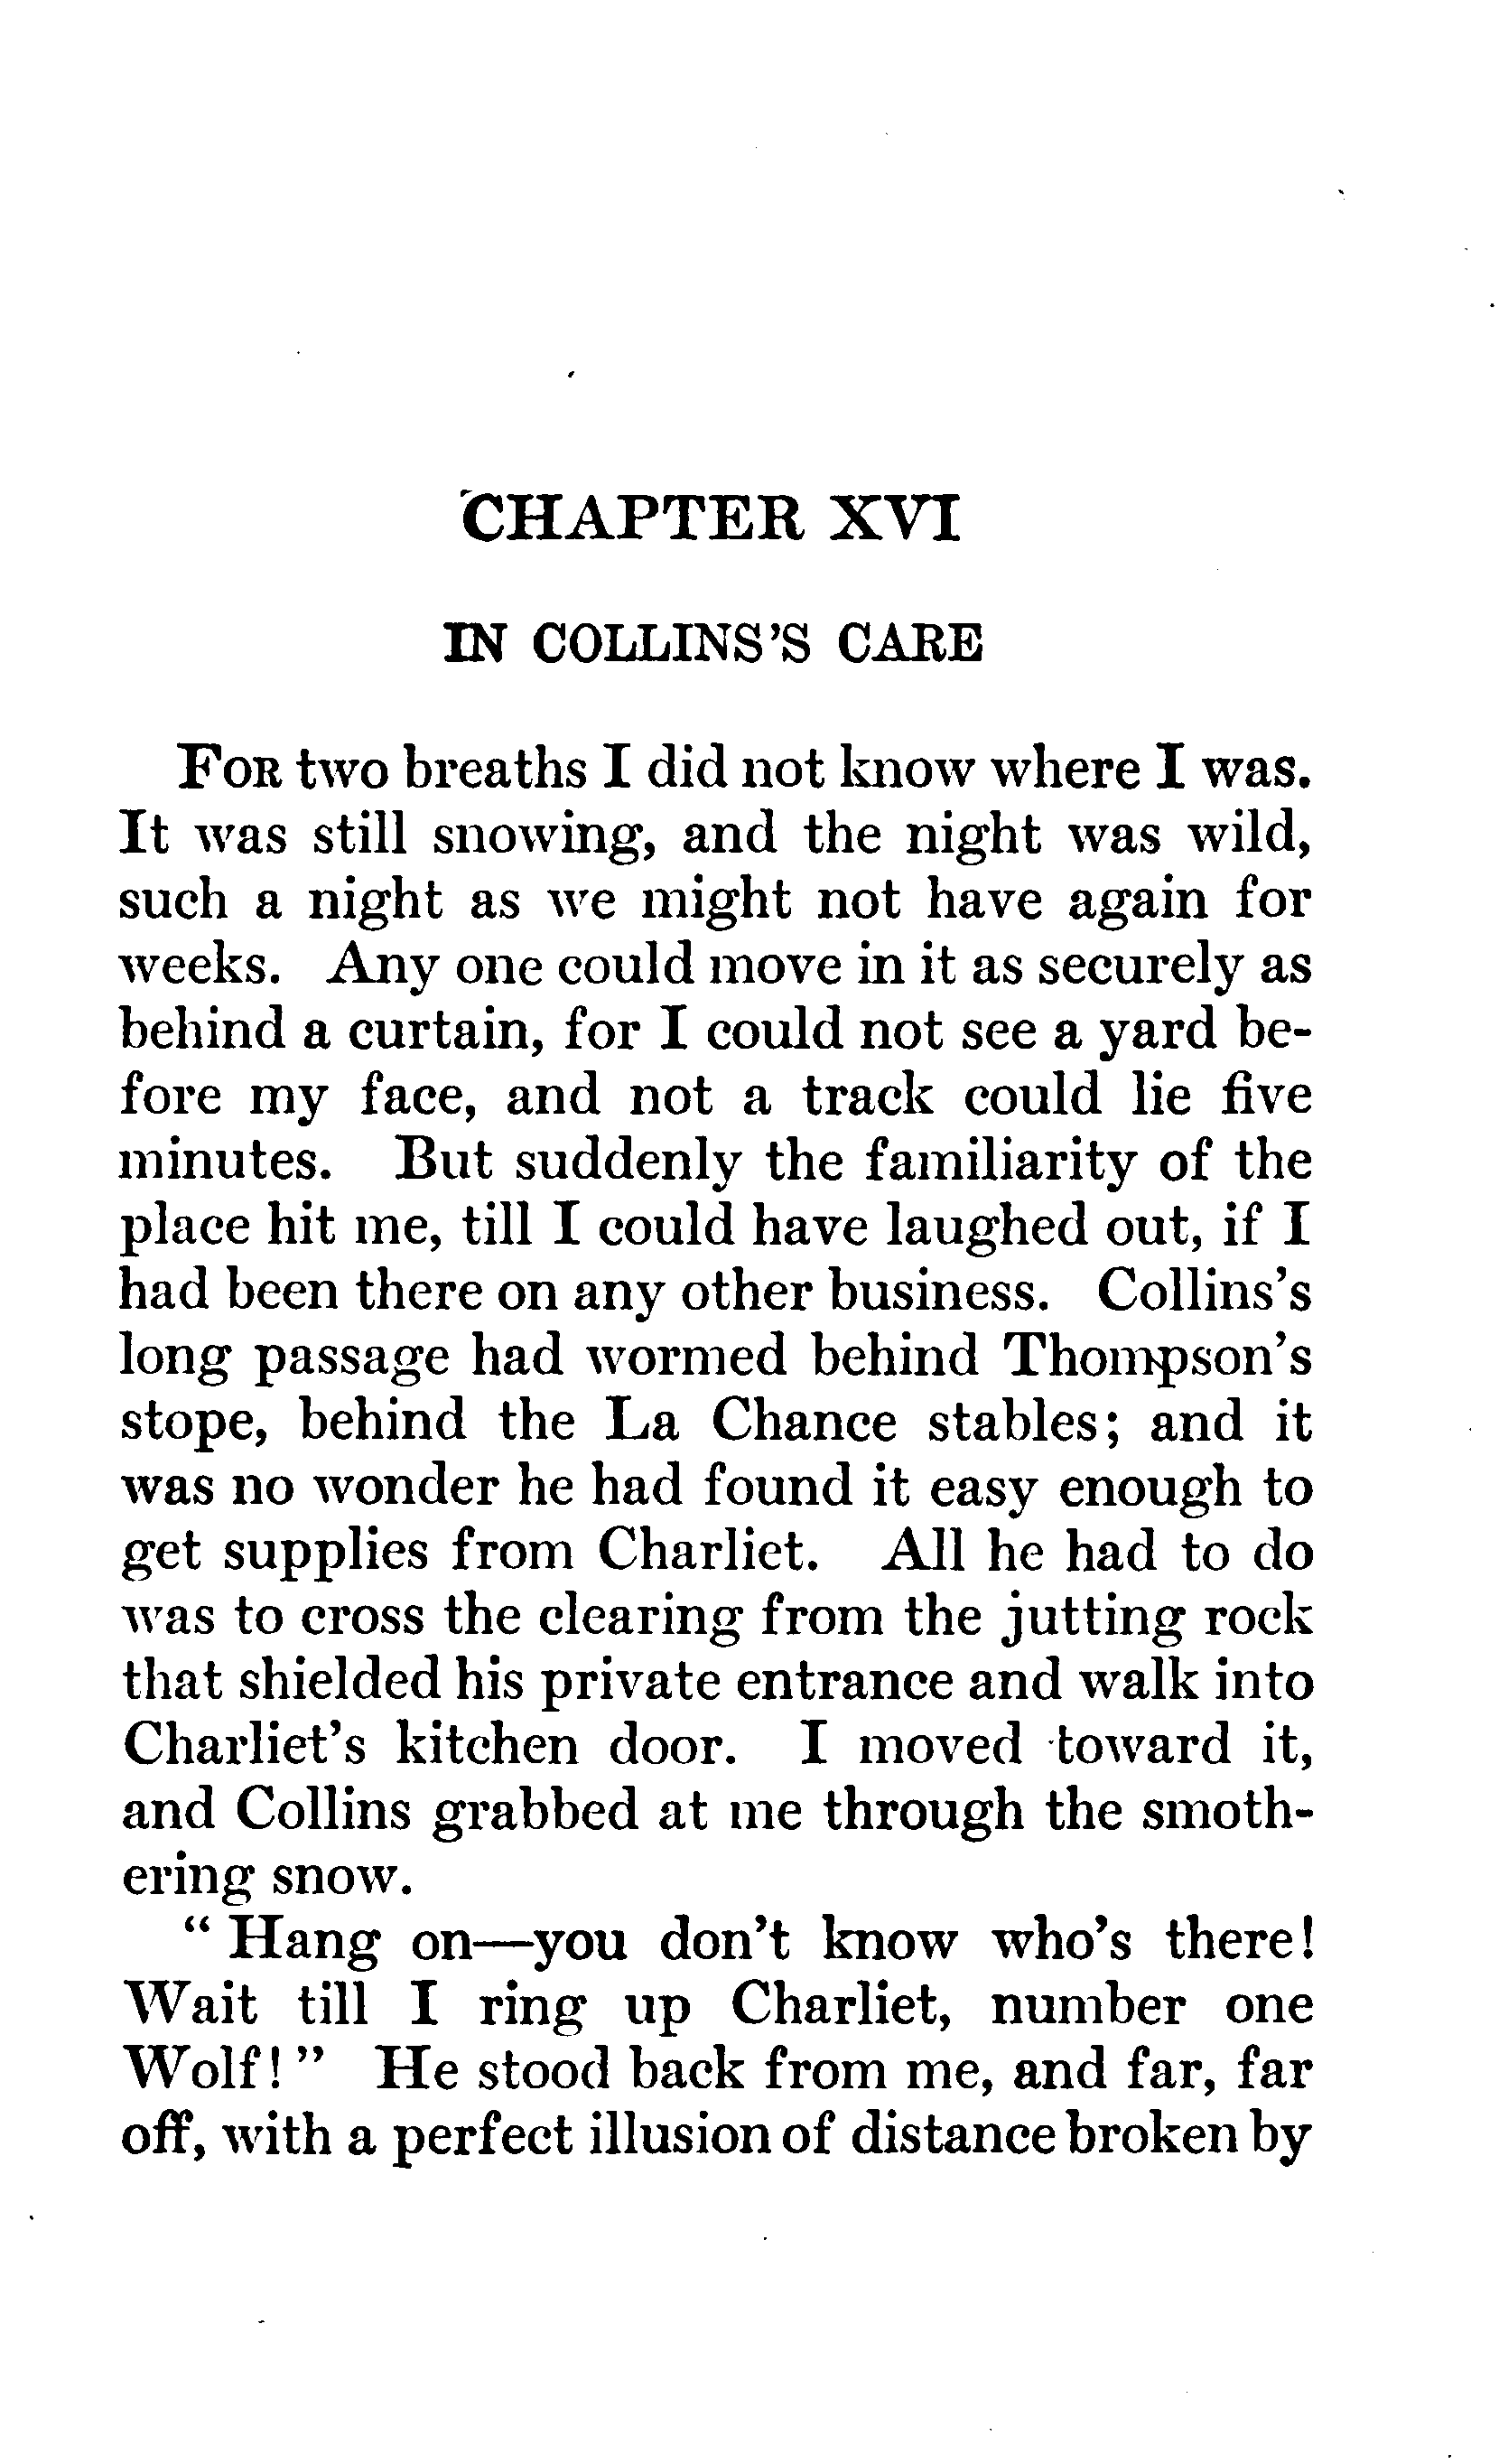 CHAPTER XVI
IN COLLINS'S CARE
FOR two breaths I did not know where I was.
It was still snowing, and the night was wild,
such a night as we might not have again for
weeks. Any one could move in it as securely as
behind a curtain, for I could not see a yard be-
fore my face, and not a track could lie five
minutes. But suddenly the familiarity of the
place hit me, till I could have laughed out, if I
had been there on any other business. Collins's
long passage had wormed behind Thompson's
stope, behind the La Chance stables; and it
was no wonder he had found it easy enough to
get supplies from Charliet. All he had to do
was to cross the clearing from the jutting rock
that shielded his private entrance and walk into
Charliet's kitchen door. I moved toward it,
and Collins grabbed at me through the smoth-
ering snow.
" Hang on—you don't know who's there!
Wait till I ring up Charliet, number one
Wolf! " He stood back from me, and far, far
off, with a perfect illusion of distance broken by